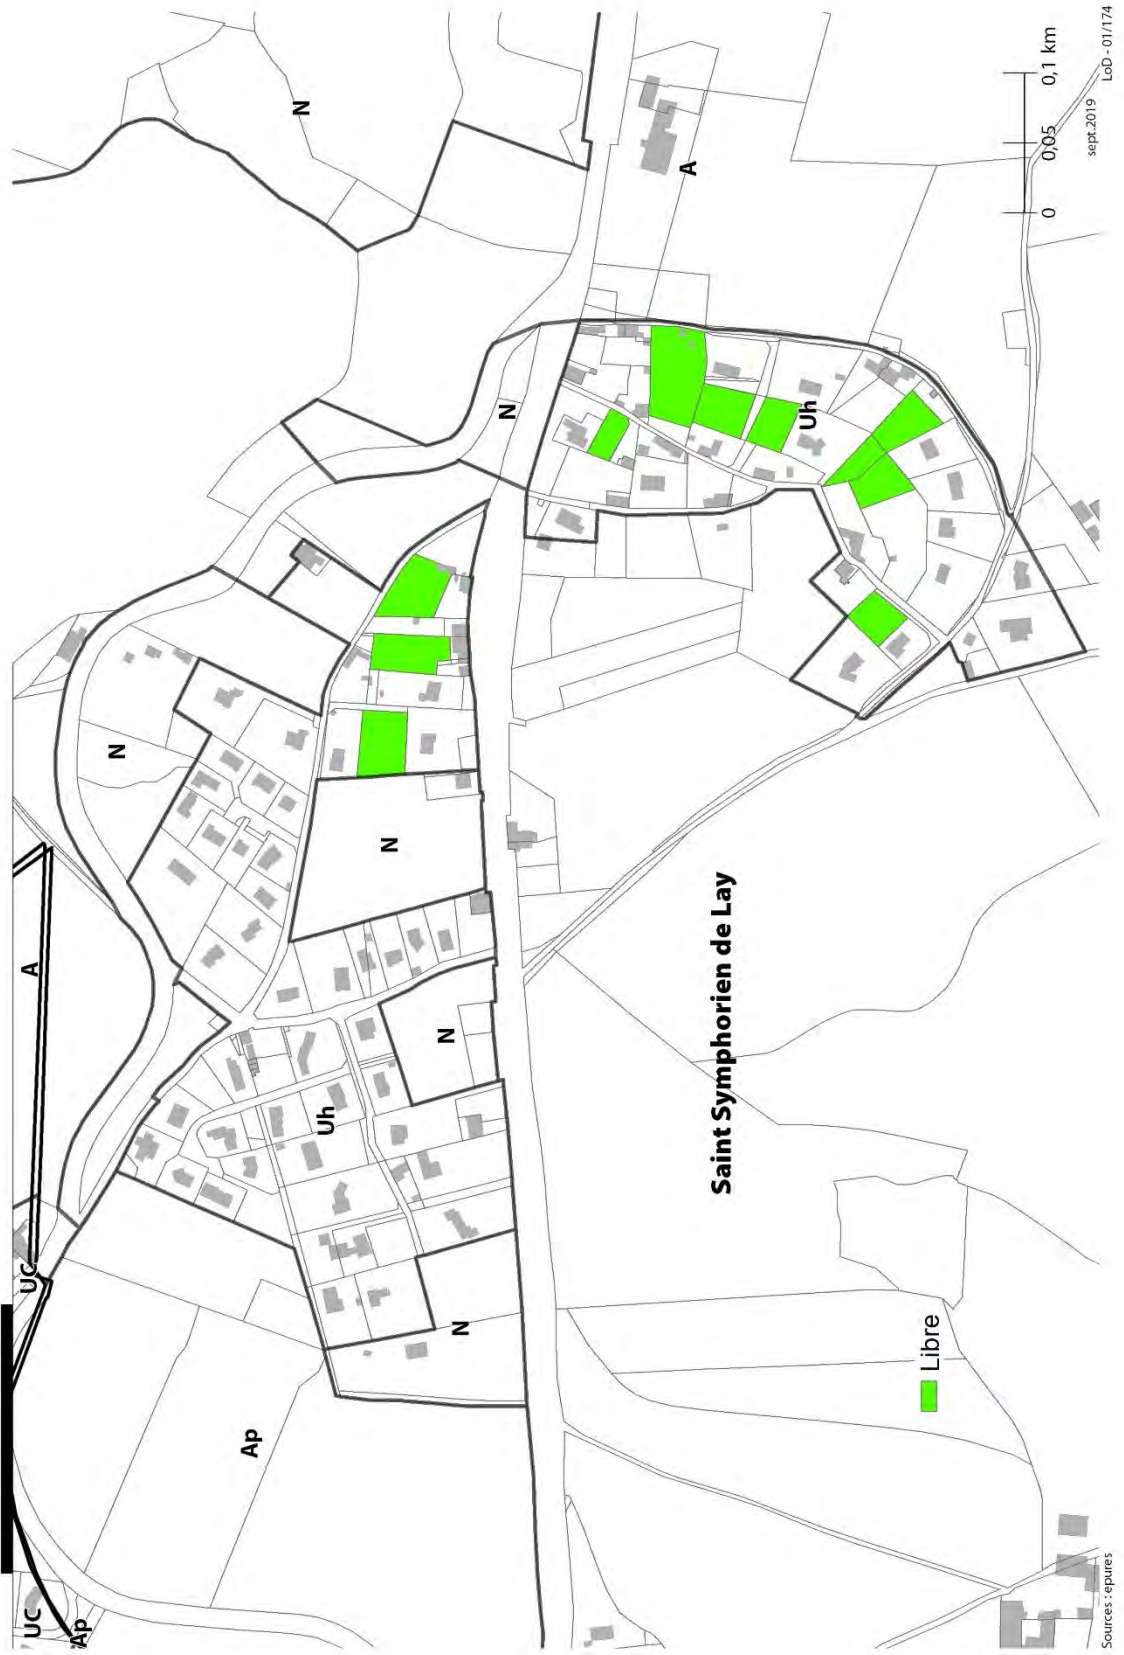 UC
UC
A
Ap
N
Ap
N
Uh
N
N
N
N
A
Saint Symphorien de Lay
Uh
Libre
0 0,05 0,1 km
sept.2019
Sources : epures
LoD - 01/174